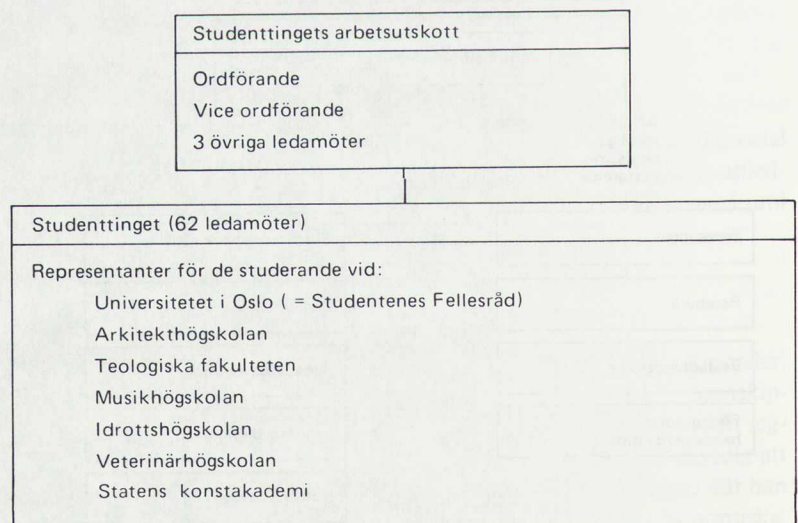 Studenttingets arbetsutskott
Ordförande
Vice ordförande
3 övriga ledamöter
Studenttinget (62 ledamöter)
Representanter för de studerande vid:
Universitetet i Oslo ( = Studentenes Fellesråd)
Arkitekthögskolan
Teologiska fakulteten
Musikhögskolan
Idrottshögskolan
Veterinärhögskolan
Statens konstakademi